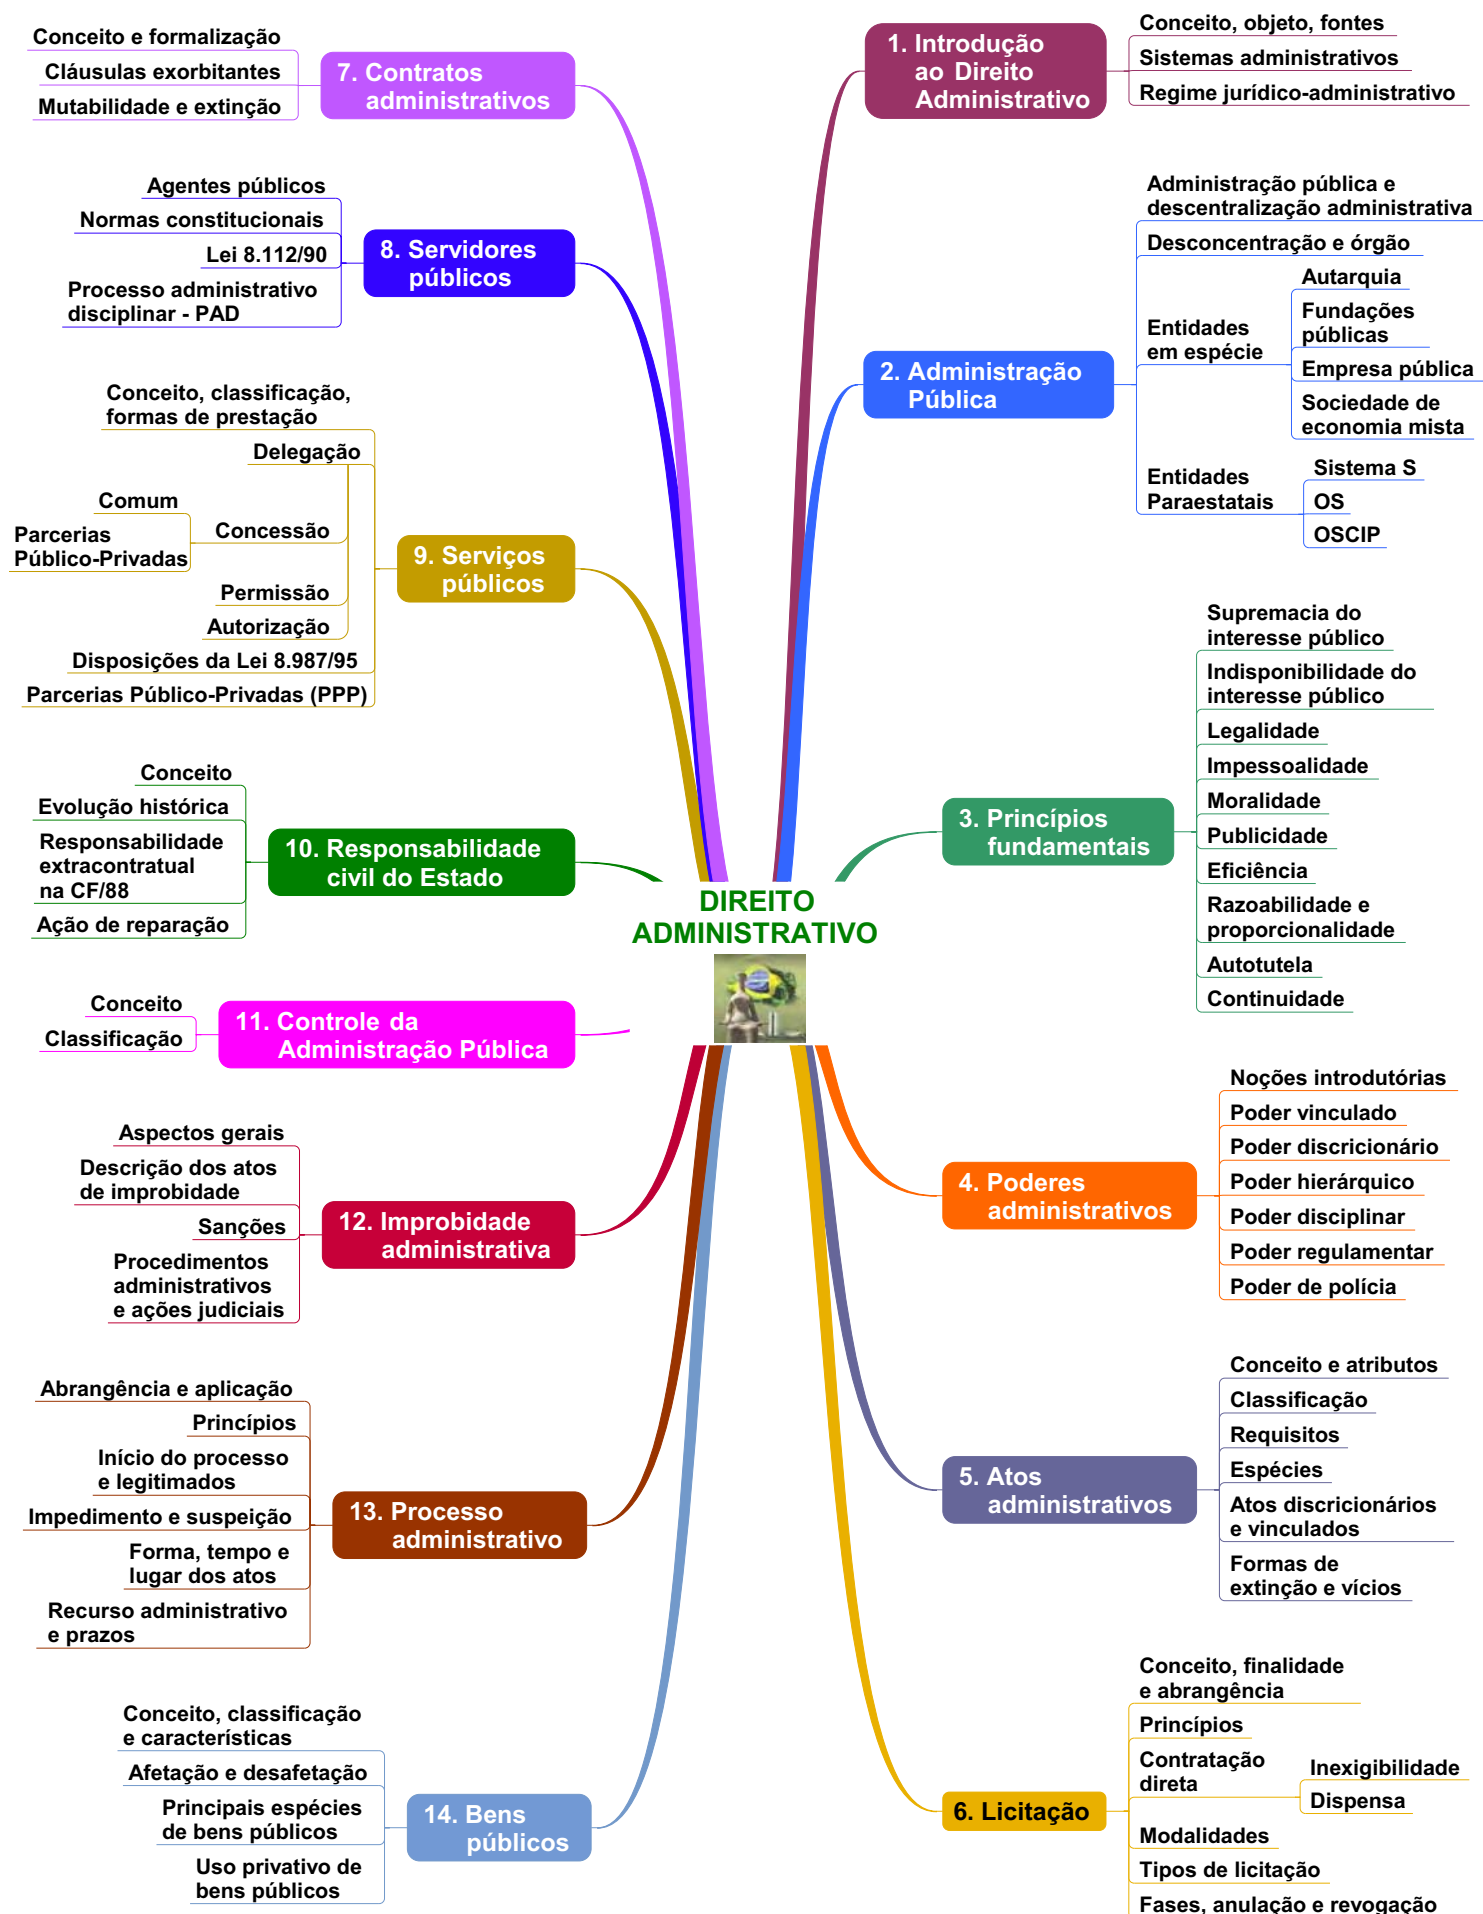 DIREITO
ADMINISTRATIVO
1. Introdução
ao Direito
Administrativo
Conceito, objeto, fontes
Sistemas administrativos
Regime jurídico-administrativo
2. Administração
Pública
Administração pública e
descentralização administrativa
Desconcentração e órgão
Entidades
em espécie
Autarquia
Fundações
públicas
Empresa pública
Sociedade de
economia mista
Entidades
Paraestatais
Sistema S
OS
OSCIP
3. Princípios
fundamentais
Supremacia do
interesse público
Indisponibilidade do
interesse público
Legalidade
Impessoalidade
Moralidade
Publicidade
Eficiência
Razoabilidade e
proporcionalidade
Autotutela
Continuidade
4. Poderes
administrativos
Noções introdutórias
Poder vinculado
Poder discricionário
Poder hierárquico
Poder disciplinar
Poder regulamentar
Poder de polícia
5. Atos
administrativos
Conceito e atributos
Classificação
Requisitos
Espécies
Atos discricionários
e vinculados
Formas de
extinção e vícios
6. Licitação
Conceito, finalidade
e abrangência
Princípios
Contratação
direta
Inexigibilidade
Dispensa
Modalidades
Tipos de licitação
Fases, anulação e revogação
7. Contratos
administrativos
Conceito e formalização
Cláusulas exorbitantes
Mutabilidade e extinção
8. Servidores
públicos
Agentes públicos
Normas constitucionais
Lei 8.112/90
Processo administrativo
disciplinar - PAD
9. Serviços
públicos
Conceito, classificação,
formas de prestação
Delegação
Concessão
Comum
Parcerias
Público-Privadas
Permissão
Autorização
Disposições da Lei 8.987/95
Parcerias Público-Privadas (PPP)
10. Responsabilidade
civil do Estado
Conceito
Evolução histórica
Responsabilidade
extracontratual
na CF/88
Ação de reparação
11. Controle da
Administração Pública
Conceito
Classificação
12. Improbidade
administrativa
Aspectos gerais
Descrição dos atos
de improbidade
Sanções
Procedimentos
administrativos
e ações judiciais
13. Processo
administrativo
Abrangência e aplicação
Princípios
Início do processo
e legitimados
Impedimento e suspeição
Forma, tempo e
lugar dos atos
Recurso administrativo
e prazos
14. Bens
públicos
Conceito, classificação
e características
Afetação e desafetação
Principais espécies
de bens públicos
Uso privativo de
bens públicos